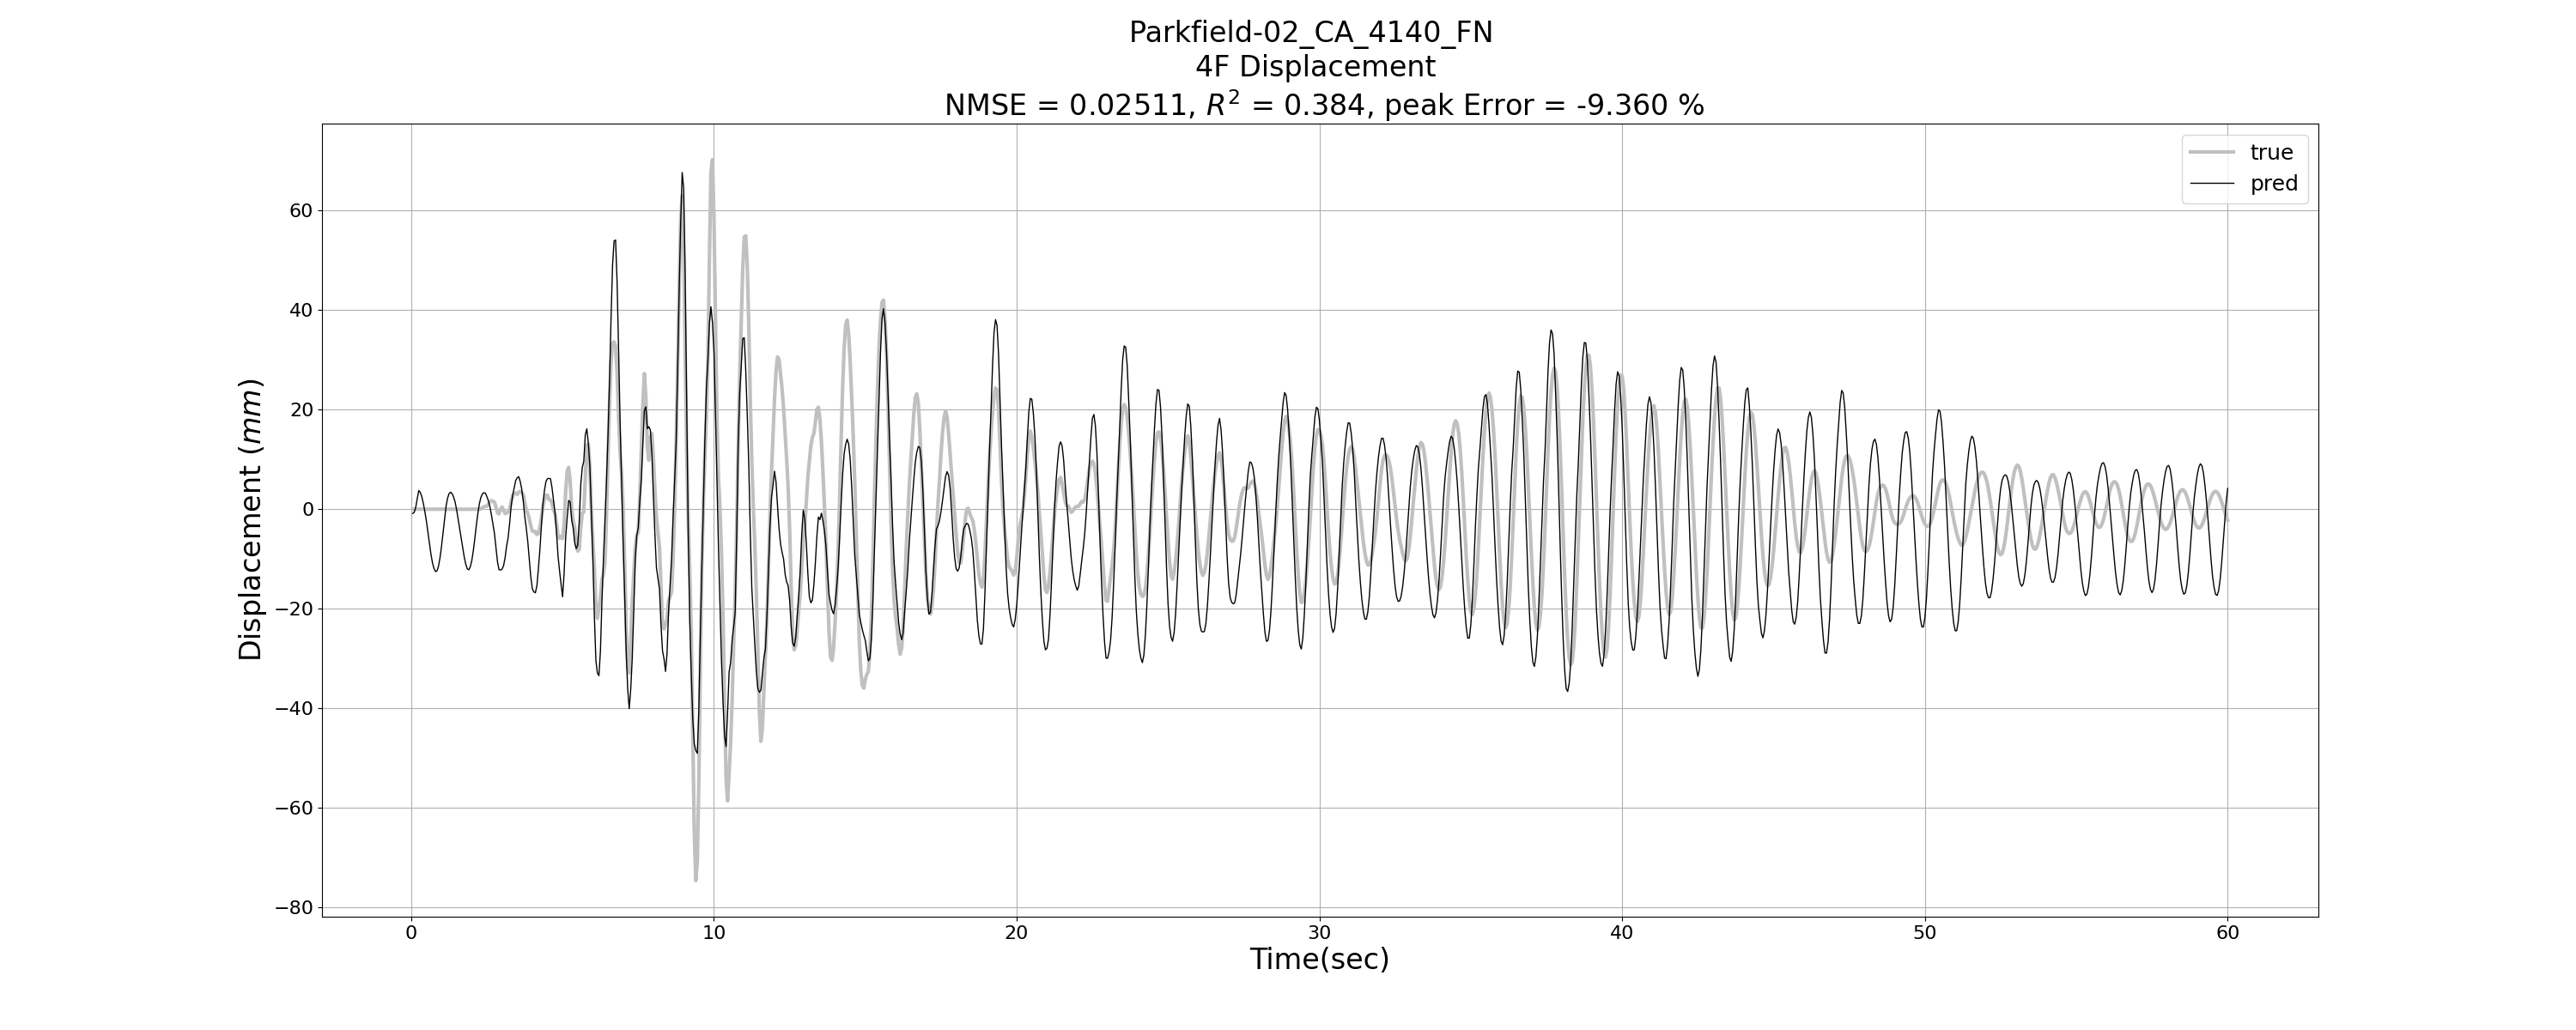 Parkfield-02_CA_4140_FN
4F Displacement
NMSE = 0.02511, R² = 0.384, peak Error = -9.360 %
true
pred
60
40
20
0
−20
−40
−60
−80
Displacement (mm)
0 10 20 30 40 50 60
Time(sec)